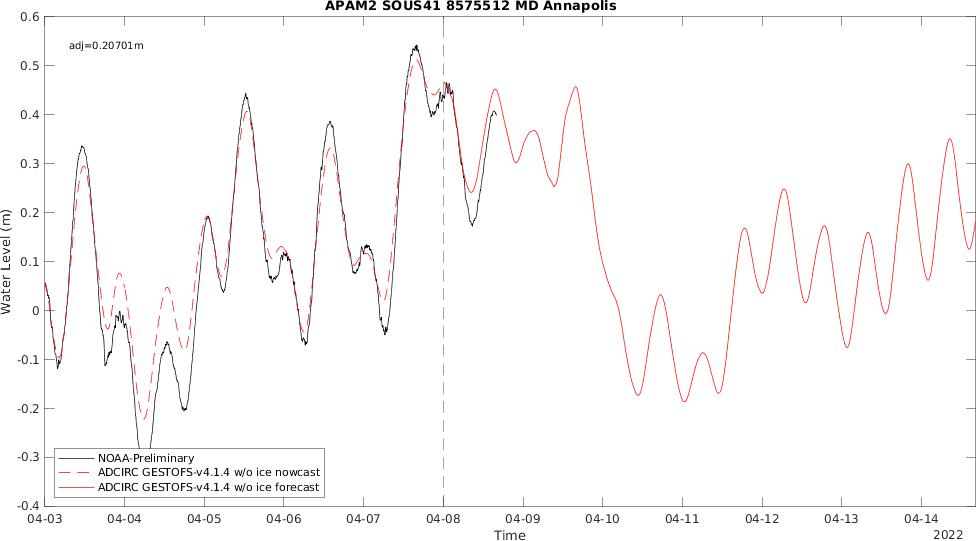 APAM2 SOUS41 8575512 MD Annapolis
adj=0.20701m
0.6
0.5
0.4
0.3
0.2
0.1
0
-0.1
-0.2
-0.3
-0.4
Water Level (m)
NOAA-Preliminary
ADCIRC GESTOFS-v4.1.4 w/o ice nowcast
ADCIRC GESTOFS-v4.1.4 w/o ice forecast
04-03 04-04 04-05 04-06 04-07 04-08 04-09 04-10 04-11 04-12 04-13 04-14
Time
2022